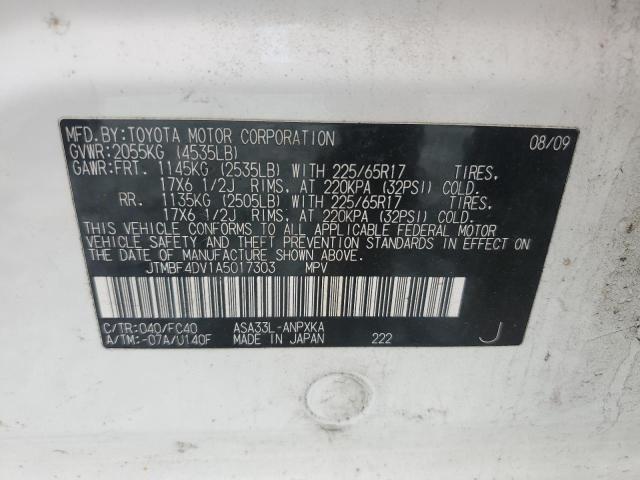 MFD.BY:TOYOTA MOTOR CORPORATION 08/09
GVWR:2055KG (4535LB)
GAWR:FRT. 1145KG (2535LB) WITH 225/65R17 TIRES,
17X6 1/2J RIMS, AT 220KPA (32PSI) COLD.
RR. 1135KG (2505LB) WITH 225/65R17 TIRES,
17X6 1/2J RIMS, AT 220KPA (32PSI) COLD.
THIS VEHICLE CONFORMS TO ALL APPLICABLE FEDERAL MOTOR
VEHICLE SAFETY AND THEFT PREVENTION STANDARDS IN EFFECT ON
THE DATE OF MANUFACTURE SHOWN ABOVE.
JTMBF4DV1A5017303 MPV
C/TR:040/FC40 ASA33L-ANPXKA
A/TM:-07A/U140F MADE IN JAPAN 222 J